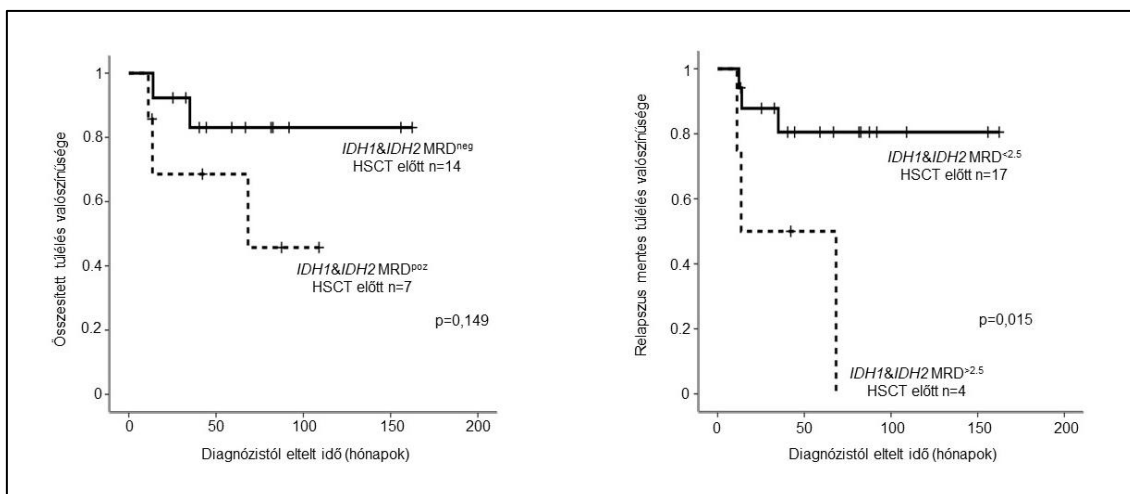 Összesített túlélés valószínűsége
1
0.8
0.6
0.4
0.2
0
IDH1&IDH2 MRDneg
HSCT előtt n=14
IDH1&IDH2 MRDpoz
HSCT előtt n=7
p=0,149
0 50 100 150 200
Diagnózistól eltelt idő (hónapok)
Relapszus mentes túlélés valószínűsége
1
0.8
0.6
0.4
0.2
0
IDH1&IDH2 MRD<2.5
HSCT előtt n=17
p=0,015
IDH1&IDH2 MRD>2.5
HSCT előtt n=4
0 50 100 150 200
Diagnózistól eltelt idő (hónapok)